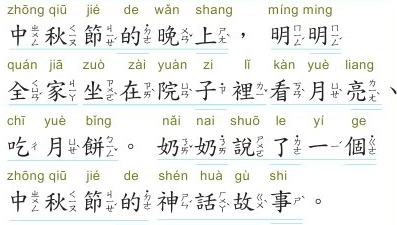 zhōng qiū jié de wǎn shang míng ming
中秋節的晚上，明明
quán jiā zuò zài yuàn zi lǐ kàn yuè liang
全家坐在院子裡看月亮、
chī yuè bǐng nǎi nai shuō le yí ge
吃月餅。奶奶說了一個
zhōng qiū jié de shén huà gù shi
中秋節的神話故事。